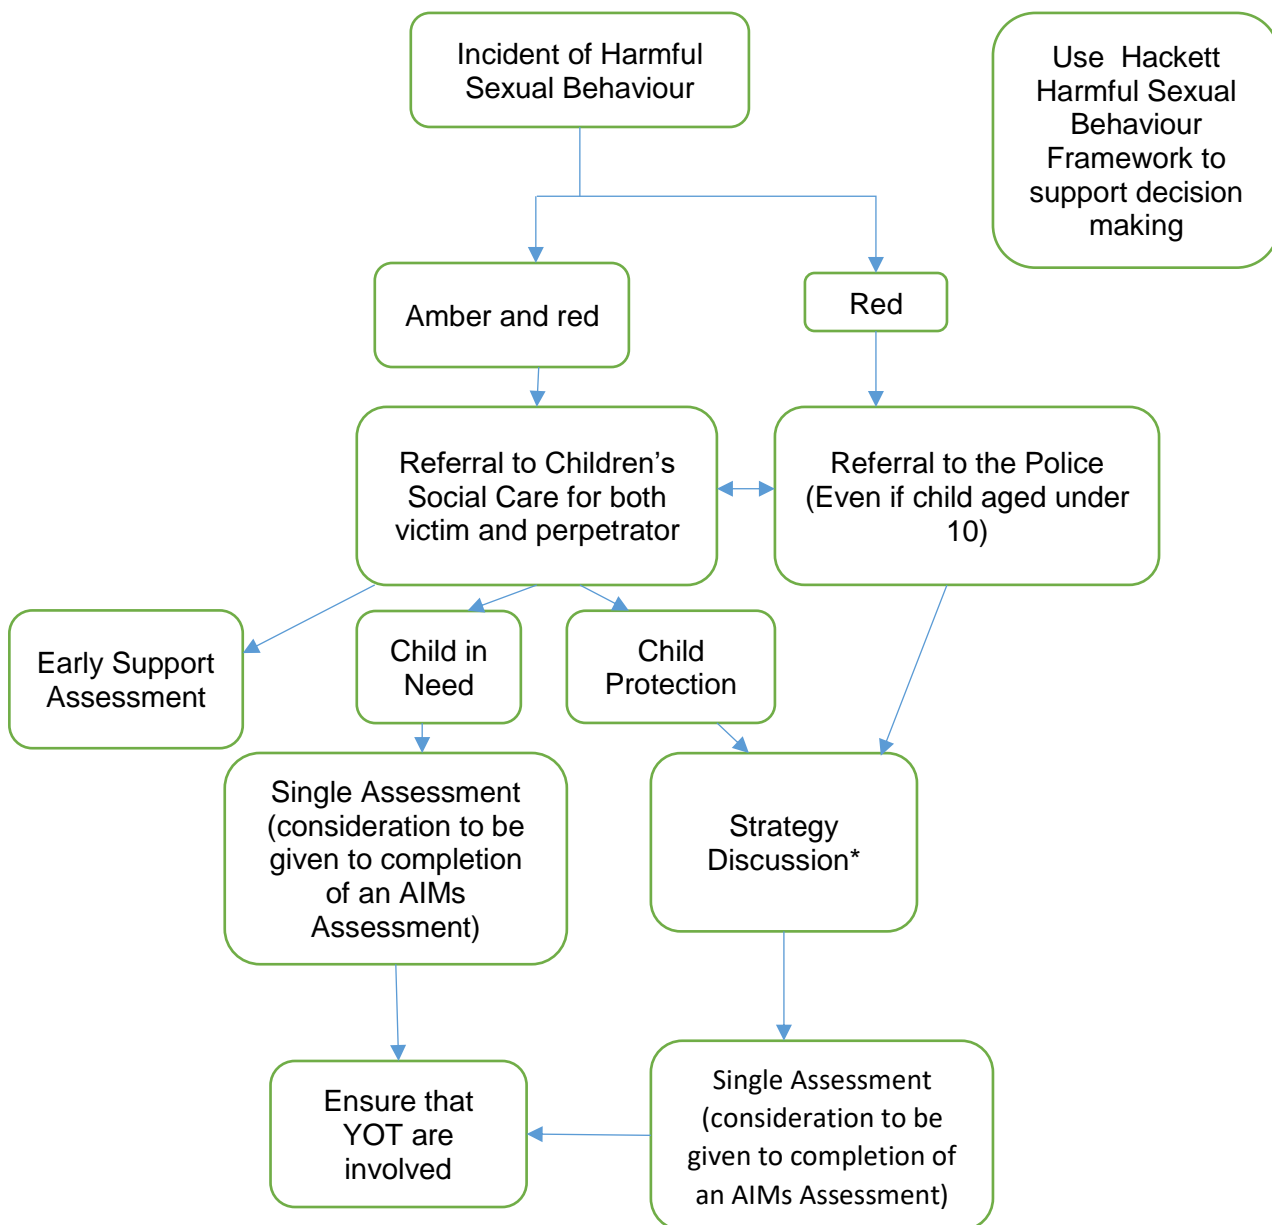 Incident of Harmful
Sexual Behaviour
Use Hackett
Harmful Sexual
Behaviour
Framework to
support decision
making
Amber and red
Red
Referral to Children’s
Social Care for both
victim and perpetrator
Referral to the Police
(Even if child aged under
10)
Early Support
Assessment
Child in
Need
Child
Protection
Single Assessment
(consideration to be
given to completion
of an AIMs
Assessment)
Strategy
Discussion*
Ensure that
YOT are
involved
Single Assessment
(consideration to be
given to completion of
an AIMs Assessment)